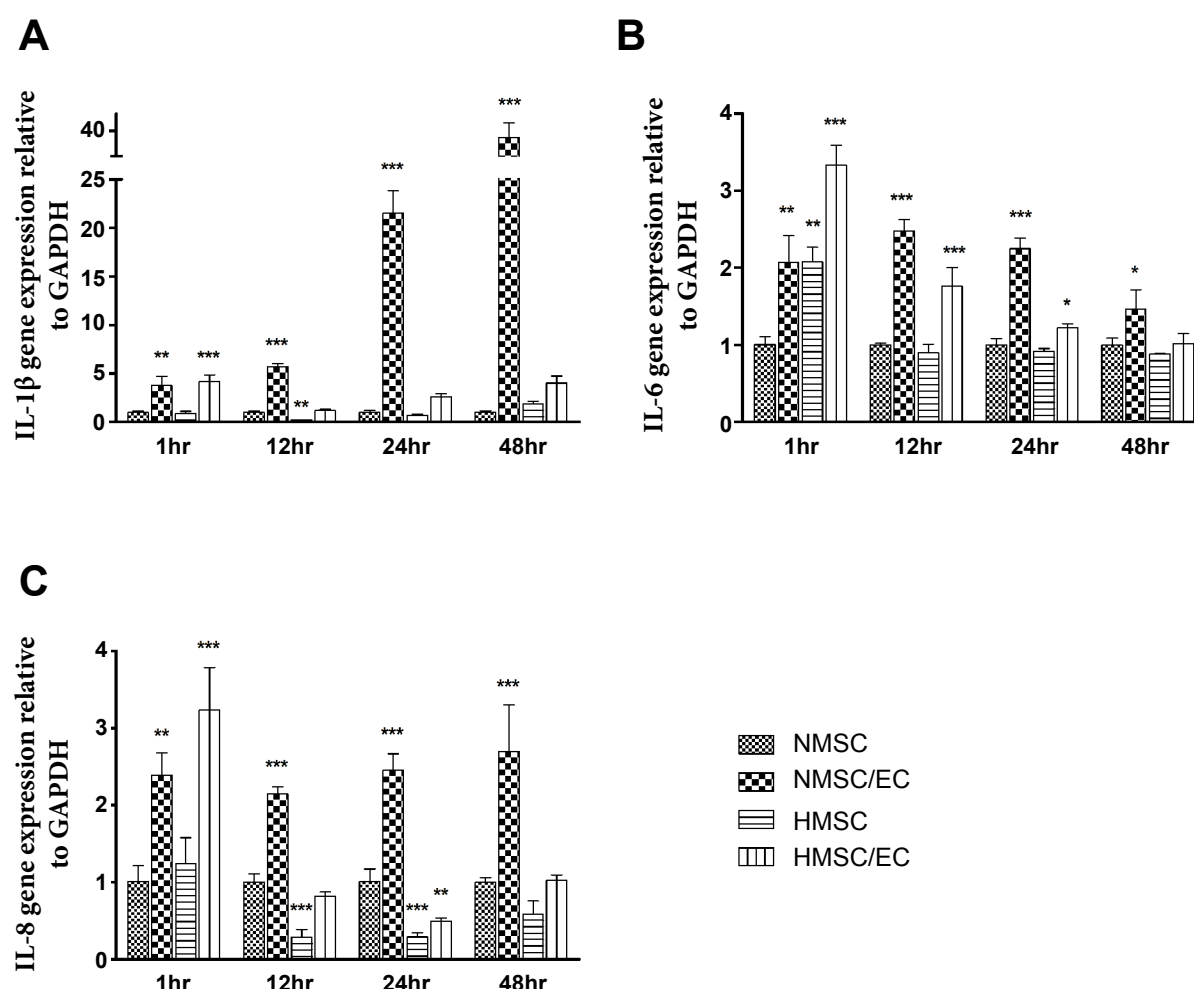 A
IL-1β gene expression relative
to GAPDH
40
25
20
15
10
5
0
**
***
***
**
***
***
1hr
12hr
24hr
48hr
B
IL-6 gene expression relative
to GAPDH
4
3
2
1
0
**
**
***
***
***
***
*
*
1hr
12hr
24hr
48hr
C
IL-8 gene expression relative
to GAPDH
4
3
2
1
0
**
***
***
***
***
***
**
***
1hr
12hr
24hr
48hr
NMSC
NMSC/EC
HMSC
HMSC/EC